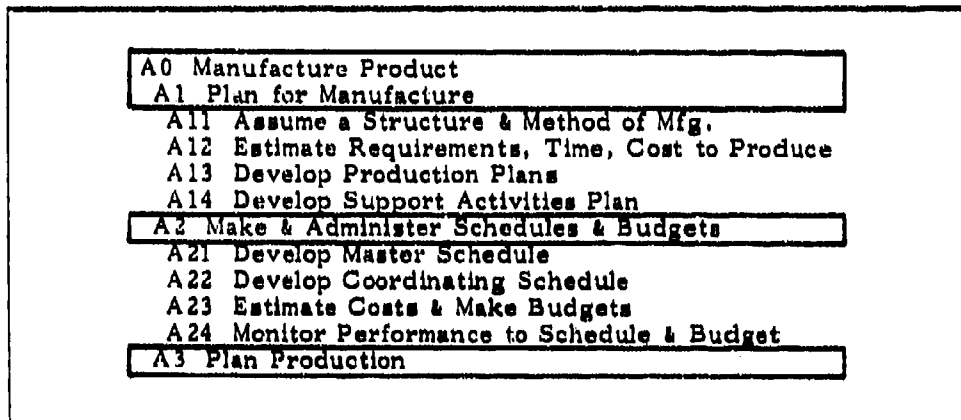 A0 Manufacture Product
A1 Plan for Manufacture
A11 Assume a Structure & Method of Mfg.
A12 Estimate Requirements, Time, Cost to Produce
A13 Develop Production Plans
A14 Develop Support Activities Plan
A2 Make & Administer Schedules & Budgets
A21 Develop Master Schedule
A22 Develop Coordinating Schedule
A23 Estimate Costs & Make Budgets
A24 Monitor Performance to Schedule & Budget
A3 Plan Production